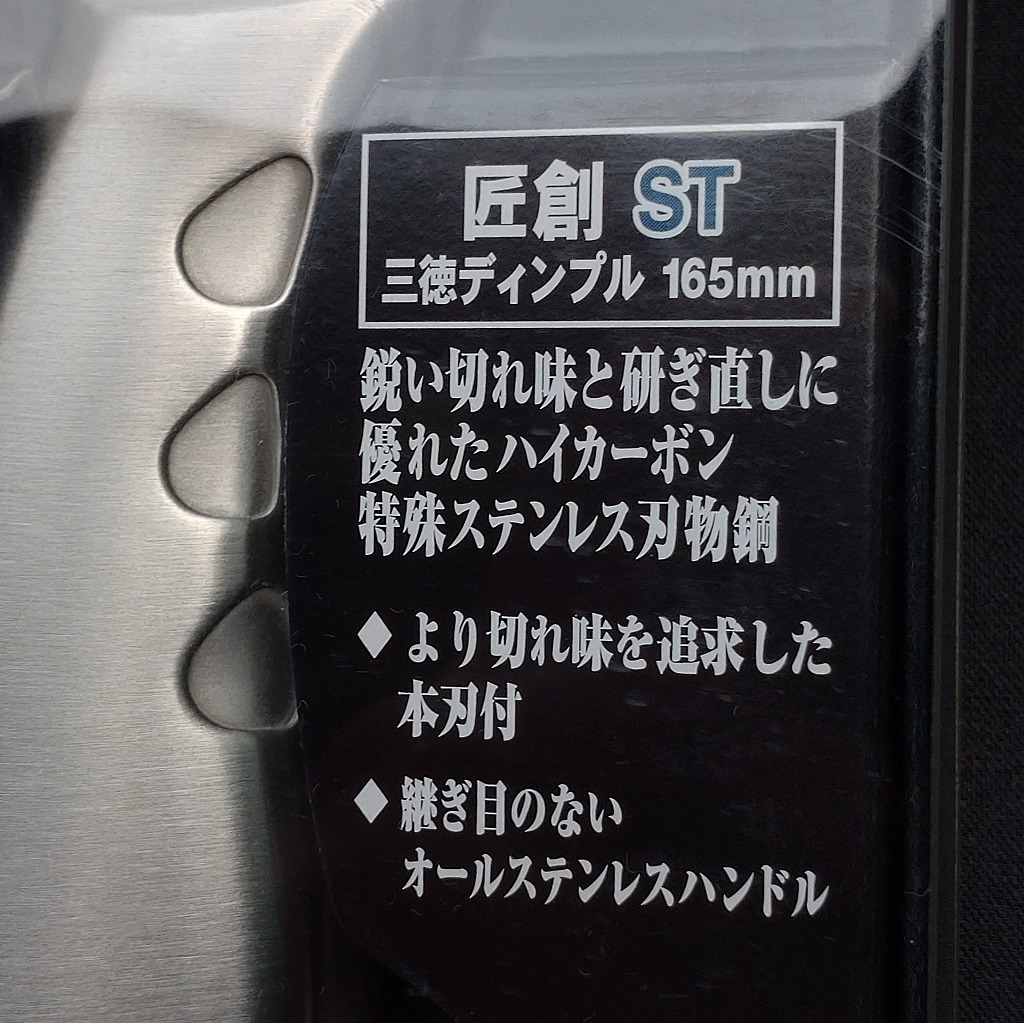 匠創 ST
三徳ディンプル 165mm
鋭い切れ味と研ぎ直しに
優れたハイカーボン
特殊ステンレス刃物鋼
◆より切れ味を追求した
本刃付
◆継ぎ目のない
オールステンレスハンドル